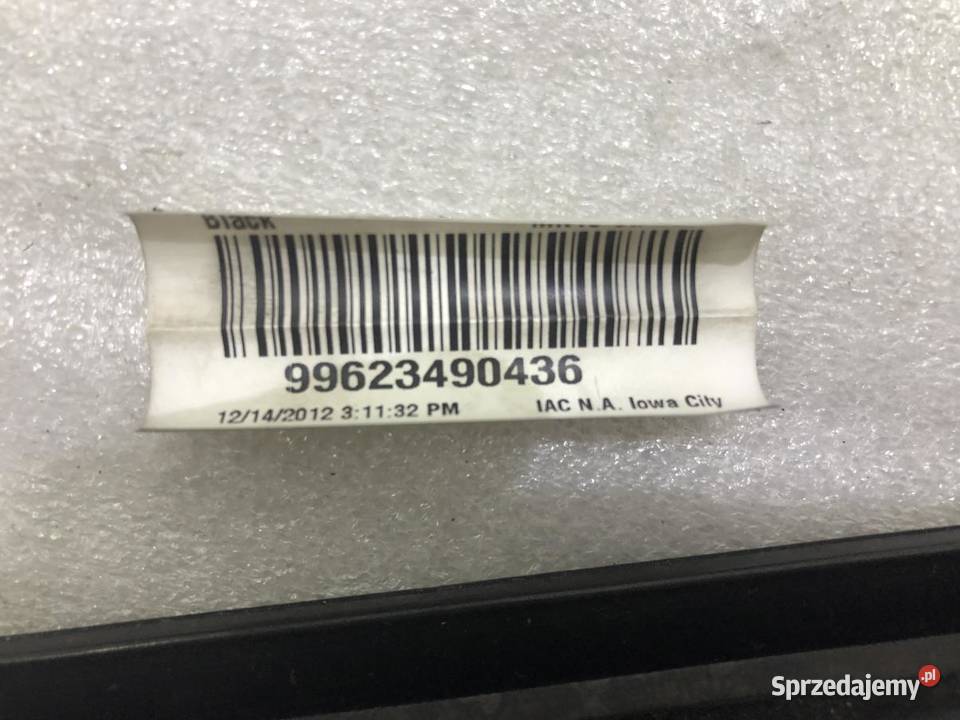 Black
99623490436
12/14/2012 3:11:32 PM IAC N.A. Iowa City
Sprzedajemy.pl